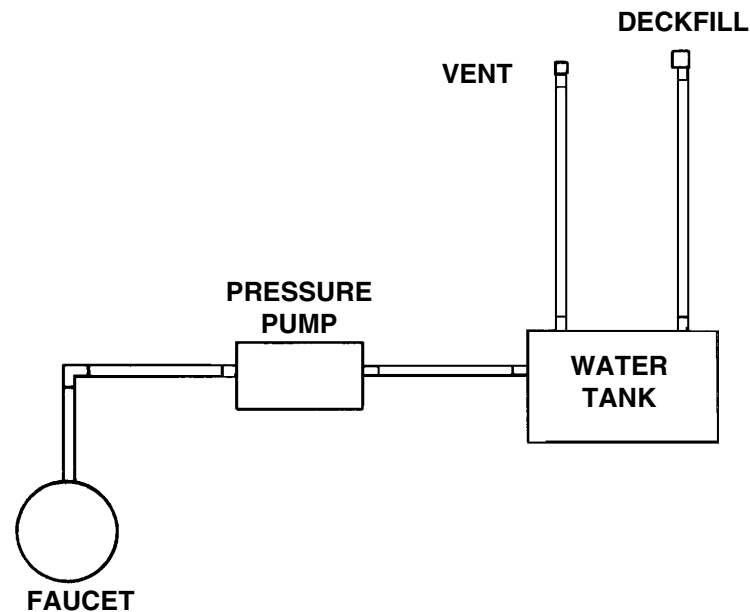 DECKFILL
VENT
PRESSURE
PUMP
WATER
TANK
FAUCET